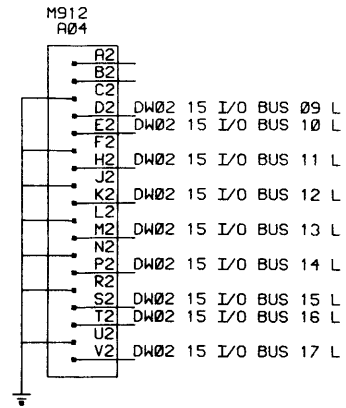 M912
A04
A2
B2
C2
D2 DW02 15 I/O BUS 09 L
E2 DW02 15 I/O BUS 10 L
F2
H2 DW02 15 I/O BUS 11 L
J2
K2 DW02 15 I/O BUS 12 L
L2
M2 DW02 15 I/O BUS 13 L
N2
P2 DW02 15 I/O BUS 14 L
R2
S2 DW02 15 I/O BUS 15 L
T2 DW02 15 I/O BUS 16 L
U2
V2 DW02 15 I/O BUS 17 L